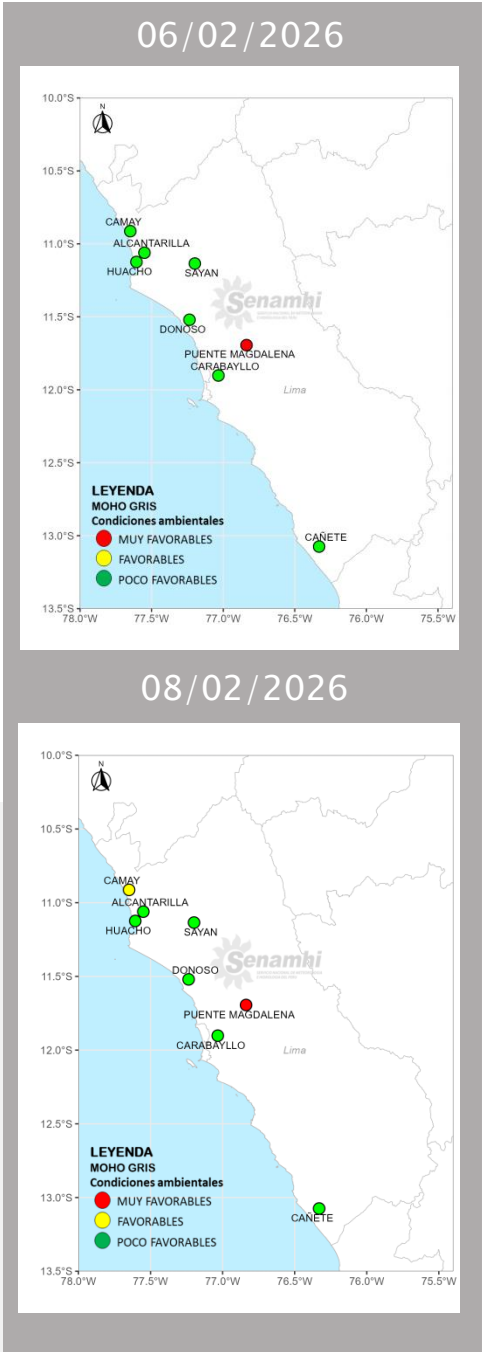 06/02/2026
10.0°S
N
10.5°S
CAMAY
11.0°S
ALCANTARILLA
HUACHO
SAYAN
Senamhi
11.5°S
DONOSO
PUENTE MAGDALENA
CARABAYLLO
12.0°S
Lima
12.5°S
LEYENDA
MOHO GRIS
Condiciones ambientales
13.0°S
CAÑETE
MUY FAVORABLES
FAVORABLES
POCO FAVORABLES
13.5°S
78.0°W 77.5°W 77.0°W 76.5°W 76.0°W 75.5°W
08/02/2026
10.0°S
N
10.5°S
CAMAY
11.0°S
ALCANTARILLA
HUACHO
SAYAN
Senamhi
DONOSO
11.5°S
PUENTE MAGDALENA
12.0°S
CARABAYLLO
Lima
12.5°S
LEYENDA
MOHO GRIS
Condiciones ambientales
13.0°S
MUY FAVORABLES
CAÑETE
FAVORABLES
POCO FAVORABLES
13.5°S
78.0°W 77.5°W 77.0°W 76.5°W 76.0°W 75.5°W